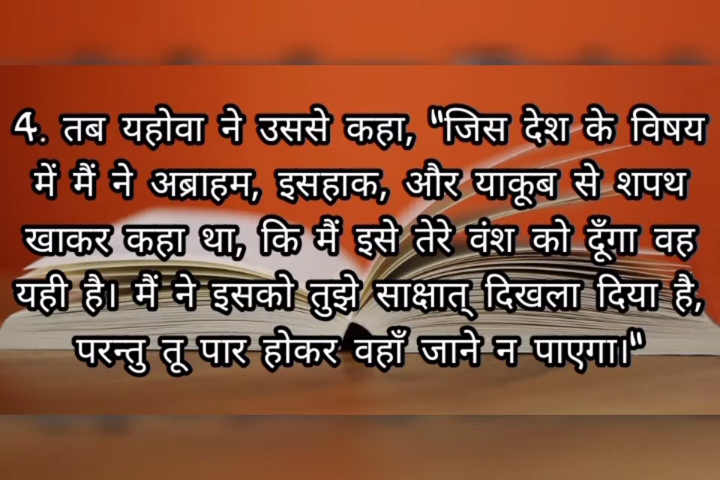 4. तब यहोवा ने उससे कहा, "जिस देश के विषय
में मैं ने अब्राहम, इसहाक, और याकूब से शपथ
खाकर कहा था, कि मैं इसे तेरे वंश को दूँगा वह
यही है। मैं ने इसको तुझे साक्षात् दिखला दिया है,
परन्तु तू पार होकर वहाँ जाने न पाएगा।"